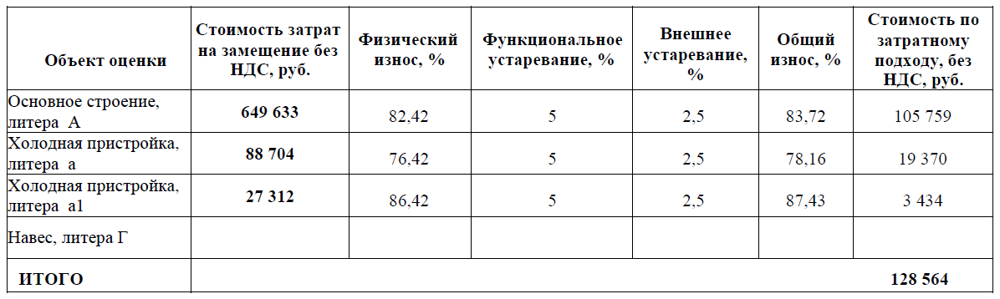 Объект оценки
Стоимость затрат
на замещение без
НДС, руб.
Физический
износ, %
Функциональное
устаревание, %
Внешнее
устаревание,
%
Общий
износ, %
Стоимость по
затратному
подходу, без
НДС, руб.
Основное строение,
литера А
649 633
82,42
5
2,5
83,72
105 759
Холодная пристройка,
литера а
88 704
76,42
5
2,5
78,16
19 370
Холодная пристройка,
литера а1
27 312
86,42
5
2,5
87,43
3 434
Навес, литера Г
ИТОГО
128 564